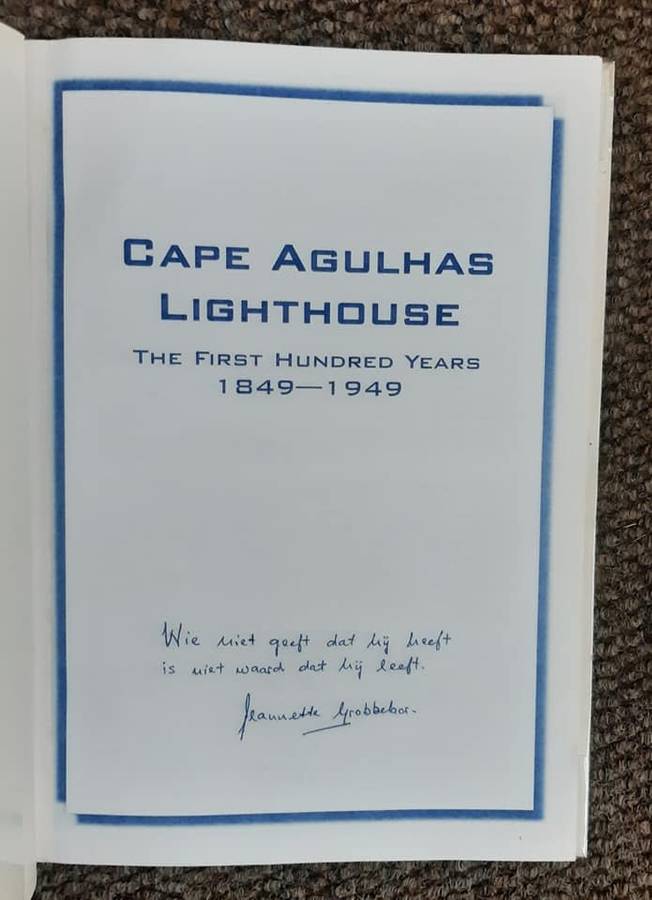 CAPE AGULHAS
LIGHTHOUSE
THE FIRST HUNDRED YEARS
1849—1949
Wie niet geeft dat hij heeft
is niet waard dat hij leeft.
Jeannette Grobbelaar.